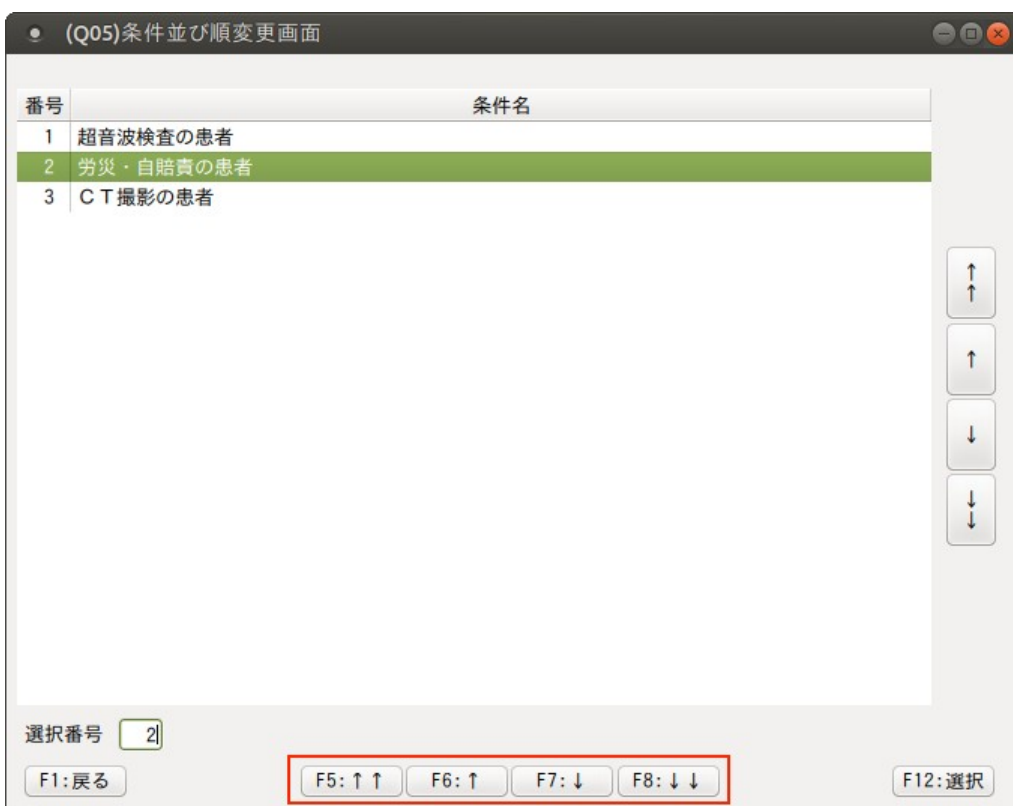 (Q05)条件並び順変更画面
番号 条件名
1 超音波検査の患者
2 労災・自賠責の患者
3 ＣＴ撮影の患者
↑
↑
↑
↓
↓
↓
選択番号 2
F1:戻る F5:↑↑ F6:↑ F7:↓ F8:↓↓ F12:選択